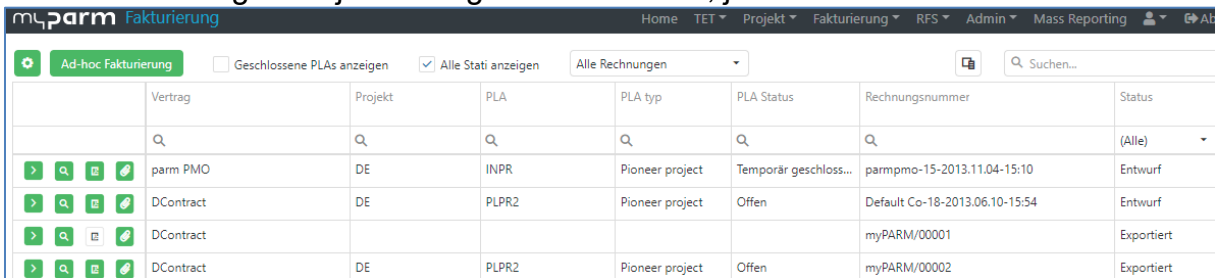 myparm Fakturierung Home TET Projekt Fakturierung RFS Admin Mass Reporting
Ad-hoc Fakturierung Geschlossene PLAs anzeigen Alle Stati anzeigen Alle Rechnungen Suchen...
Vertrag Projekt PLA PLA typ PLA Status Rechnungsnummer Status
(Alle)
parm PMO DE INPR Pioneer project Temporär geschloss... parmpmo-15-2013.11.04-15:10 Entwurf
DContract DE PLPR2 Pioneer project Offen Default Co-18-2013.06.10-15:54 Entwurf
DContract myPARM/00001 Exportiert
DContract DE PLPR2 Pioneer project Offen myPARM/00002 Exportiert